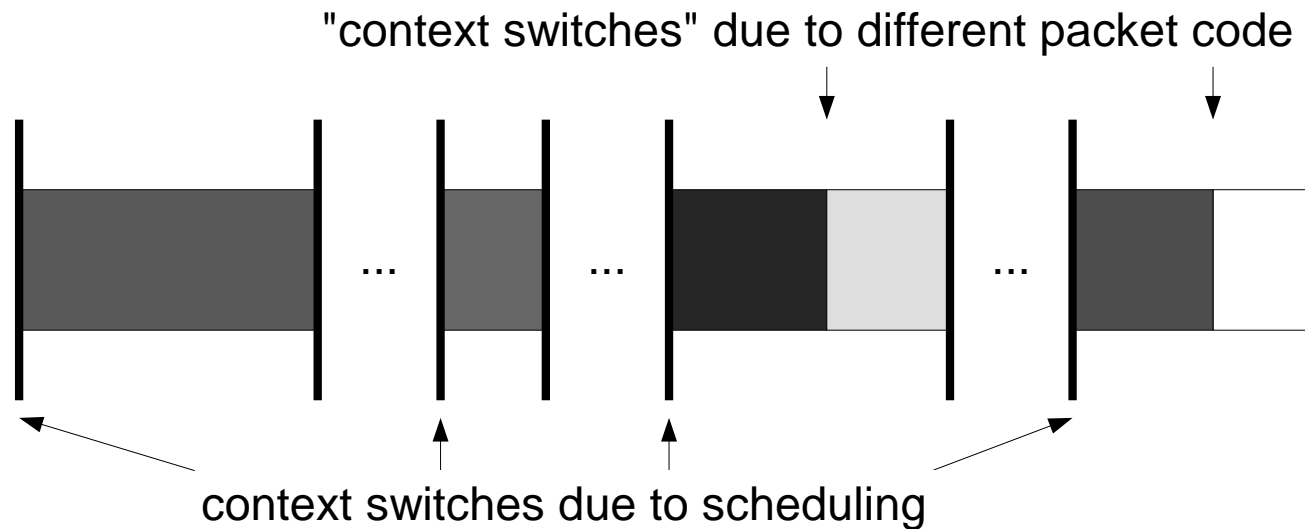 "context switches" due to different packet code
... ... ...
context switches due to scheduling